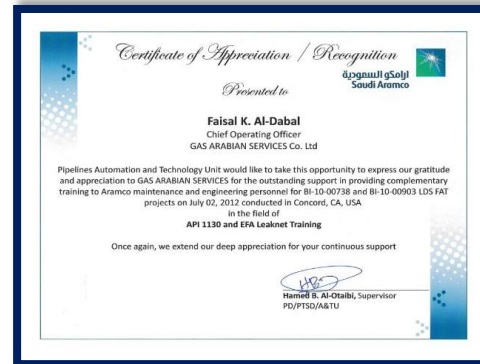 Certificate of Appreciation / Recognition
أرامكو السعودية
Saudi Aramco
Presented to
Faisal K. Al-Dabal
Chief Operating Officer
GAS ARABIAN SERVICES Co. Ltd
Pipelines Automation and Technology Unit would like to take this opportunity to express our gratitude
and appreciation to GAS ARABIAN SERVICES for the outstanding support in providing complementary
training to Aramco maintenance and engineering personnel for BI-10-00738 and BI-10-00903 LDS FAT
projects on July 02, 2012 conducted in Concord, CA, USA
in the field of
API 1130 and EFA Leaknet Training
Once again, we extend our deep appreciation for your continuous support
Hamed B. Al-Otaibi, Supervisor
PD/PTSD/A&TU